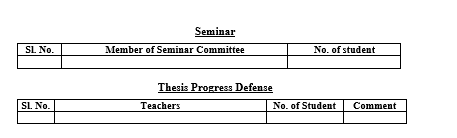 Seminar
Sl. No. Member of Seminar Committee No. of student
Thesis Progress Defense
Sl. No. Teachers No. of Student Comment